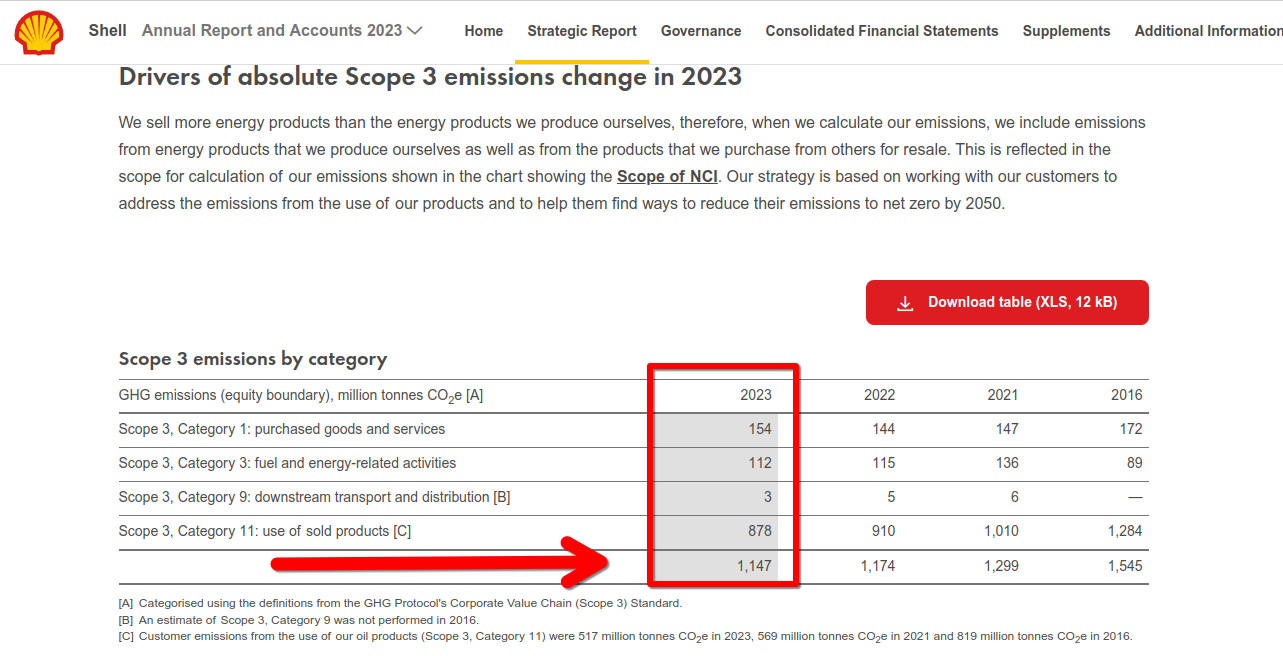 Shell Annual Report and Accounts 2023 Home Strategic Report Governance Consolidated Financial Statements Supplements Additional Information
Drivers of absolute Scope 3 emissions change in 2023
We sell more energy products than the energy products we produce ourselves, therefore, when we calculate our emissions, we include emissions
from energy products that we produce ourselves as well as from the products that we purchase from others for resale. This is reflected in the
scope for calculation of our emissions shown in the chart showing the Scope of NCI. Our strategy is based on working with our customers to
address the emissions from the use of our products and to help them find ways to reduce their emissions to net zero by 2050.
Download table (XLS, 12 kB)
Scope 3 emissions by category
GHG emissions (equity boundary), million tonnes CO₂e [A] 2023 2022 2021 2016
Scope 3, Category 1: purchased goods and services 154 144 147 172
Scope 3, Category 3: fuel and energy-related activities 112 115 136 89
Scope 3, Category 9: downstream transport and distribution [B] 3 5 6 —
Scope 3, Category 11: use of sold products [C] 878 910 1,010 1,284
1,147 1,174 1,299 1,545
[A] Categorised using the definitions from the GHG Protocol's Corporate Value Chain (Scope 3) Standard.
[B] An estimate of Scope 3, Category 9 was not performed in 2016.
[C] Customer emissions from the use of our oil products (Scope 3, Category 11) were 517 million tonnes CO₂e in 2023, 569 million tonnes CO₂e in 2021 and 819 million tonnes CO₂e in 2016.